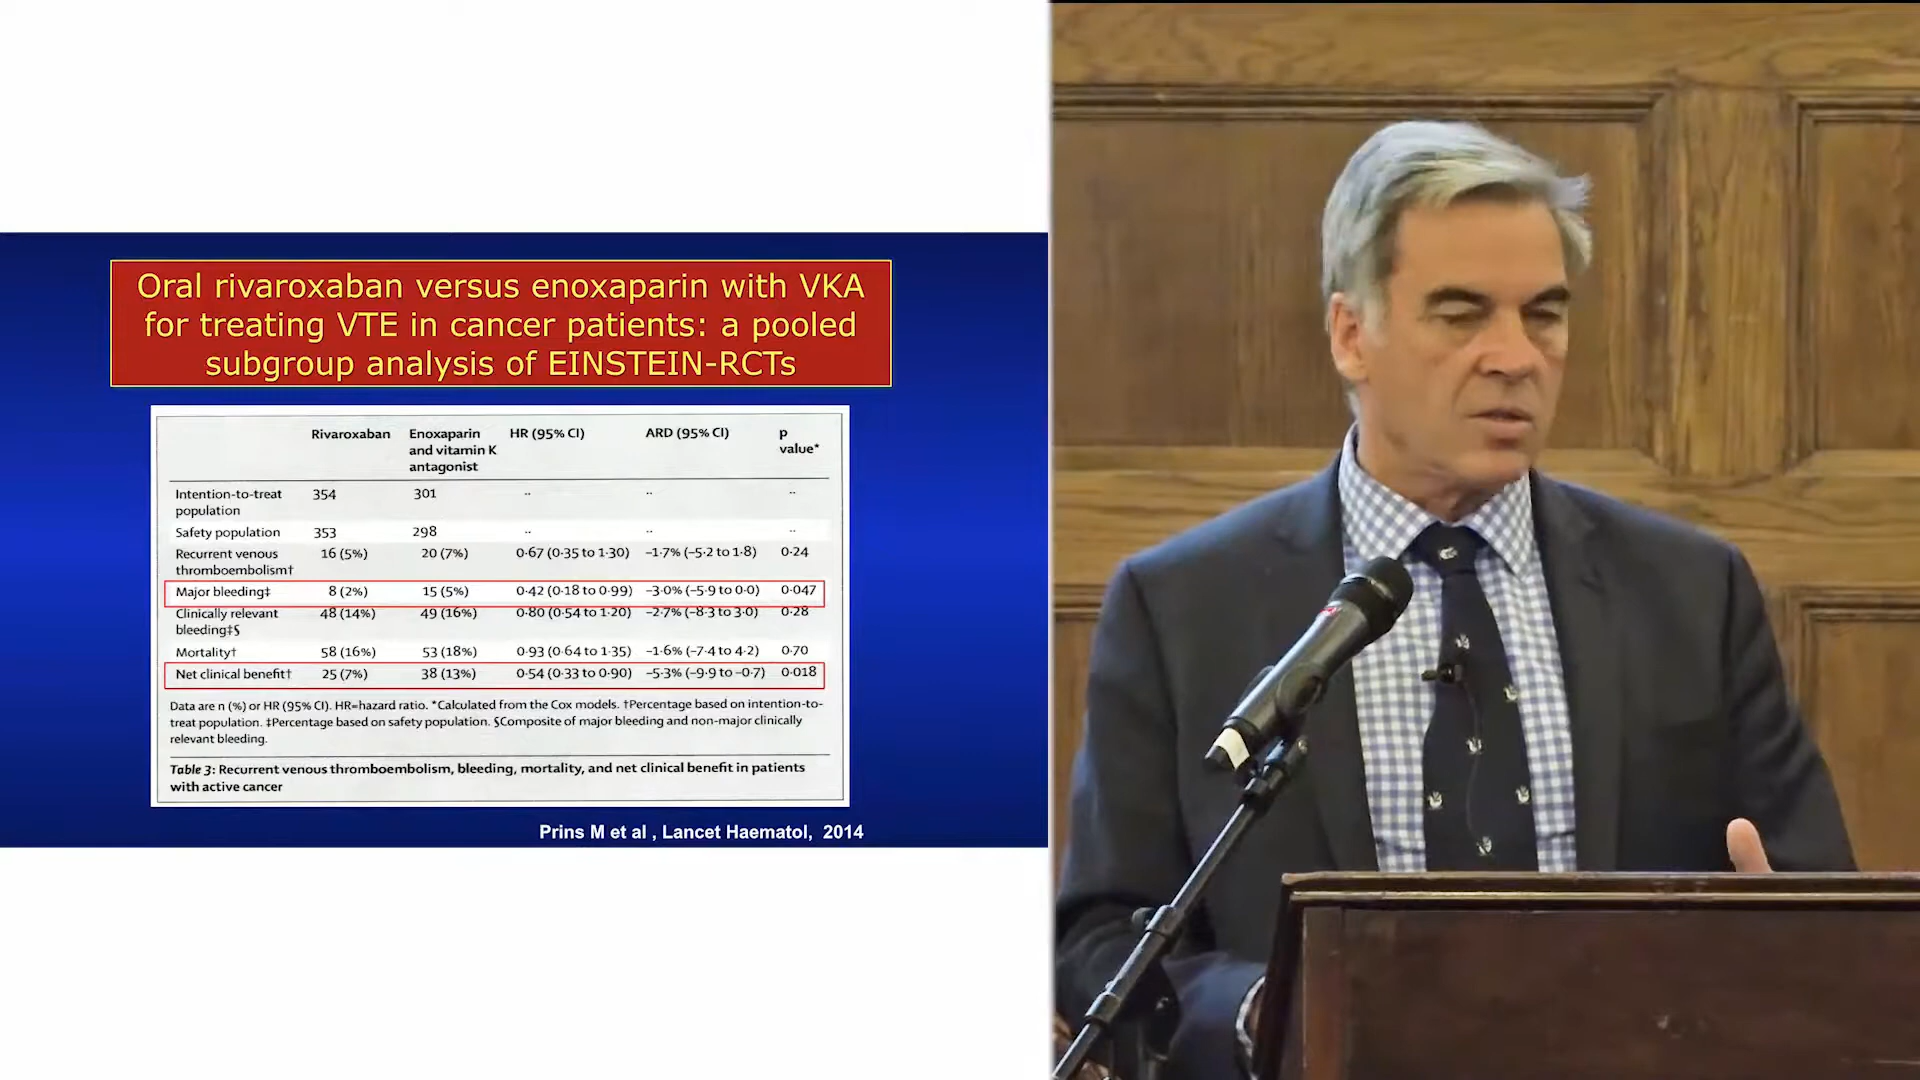 Oral rivaroxaban versus enoxaparin with VKA
for treating VTE in cancer patients: a pooled
subgroup analysis of EINSTEIN-RCTs
Rivaroxaban Enoxaparin and vitamin K antagonist HR (95% CI) ARD (95% CI) p value*
Intention-to-treat population 354 301 ·· ·· ··
Safety population 353 298 ·· ·· ··
Recurrent venous thromboembolism† 16 (5%) 20 (7%) 0·67 (0·35 to 1·30) –1·7% (–5·2 to 1·8) 0·24
Major bleeding‡ 8 (2%) 15 (5%) 0·42 (0·18 to 0·99) –3·0% (–5·9 to 0·0) 0·047
Clinically relevant bleeding‡§ 48 (14%) 49 (16%) 0·80 (0·54 to 1·20) –2·7% (–8·3 to 3·0) 0·28
Mortality† 58 (16%) 53 (18%) 0·93 (0·64 to 1·35) –1·6% (–7·4 to 4·2) 0·70
Net clinical benefit† 25 (7%) 38 (13%) 0·54 (0·33 to 0·90) –5·3% (–9·9 to –0·7) 0·018
Data are n (%) or HR (95% CI). HR=hazard ratio. *Calculated from the Cox models. †Percentage based on intention-to-
treat population. ‡Percentage based on safety population. §Composite of major bleeding and non-major clinically
relevant bleeding.
Table 3: Recurrent venous thromboembolism, bleeding, mortality, and net clinical benefit in patients
with active cancer
Prins M et al , Lancet Haematol, 2014